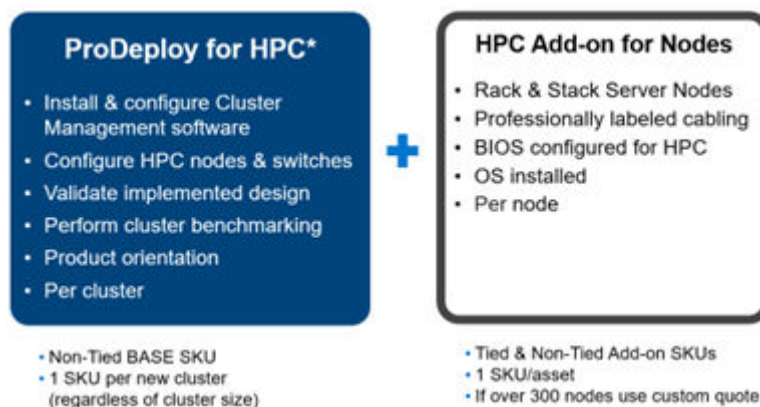 ProDeploy for HPC*
• Install & configure Cluster
Management software
• Configure HPC nodes & switches
• Validate implemented design
• Perform cluster benchmarking
• Product orientation
• Per cluster
• Non-Tied BASE SKU
• 1 SKU per new cluster
(regardless of cluster size)
HPC Add-on for Nodes
• Rack & Stack Server Nodes
• Professionally labeled cabling
• BIOS configured for HPC
• OS installed
• Per node
• Tied & Non-Tied Add-on SKUs
• 1 SKU/asset
• If over 300 nodes use custom quote